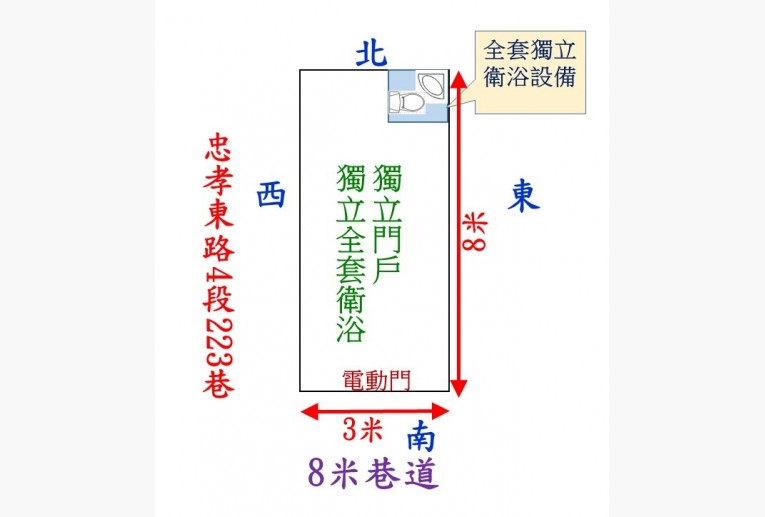 北
全套獨立
衛浴設備
忠孝東路4段223巷
西
獨立門戶
獨立全套衛浴
東
8米
電動門
3米
南
8米巷道